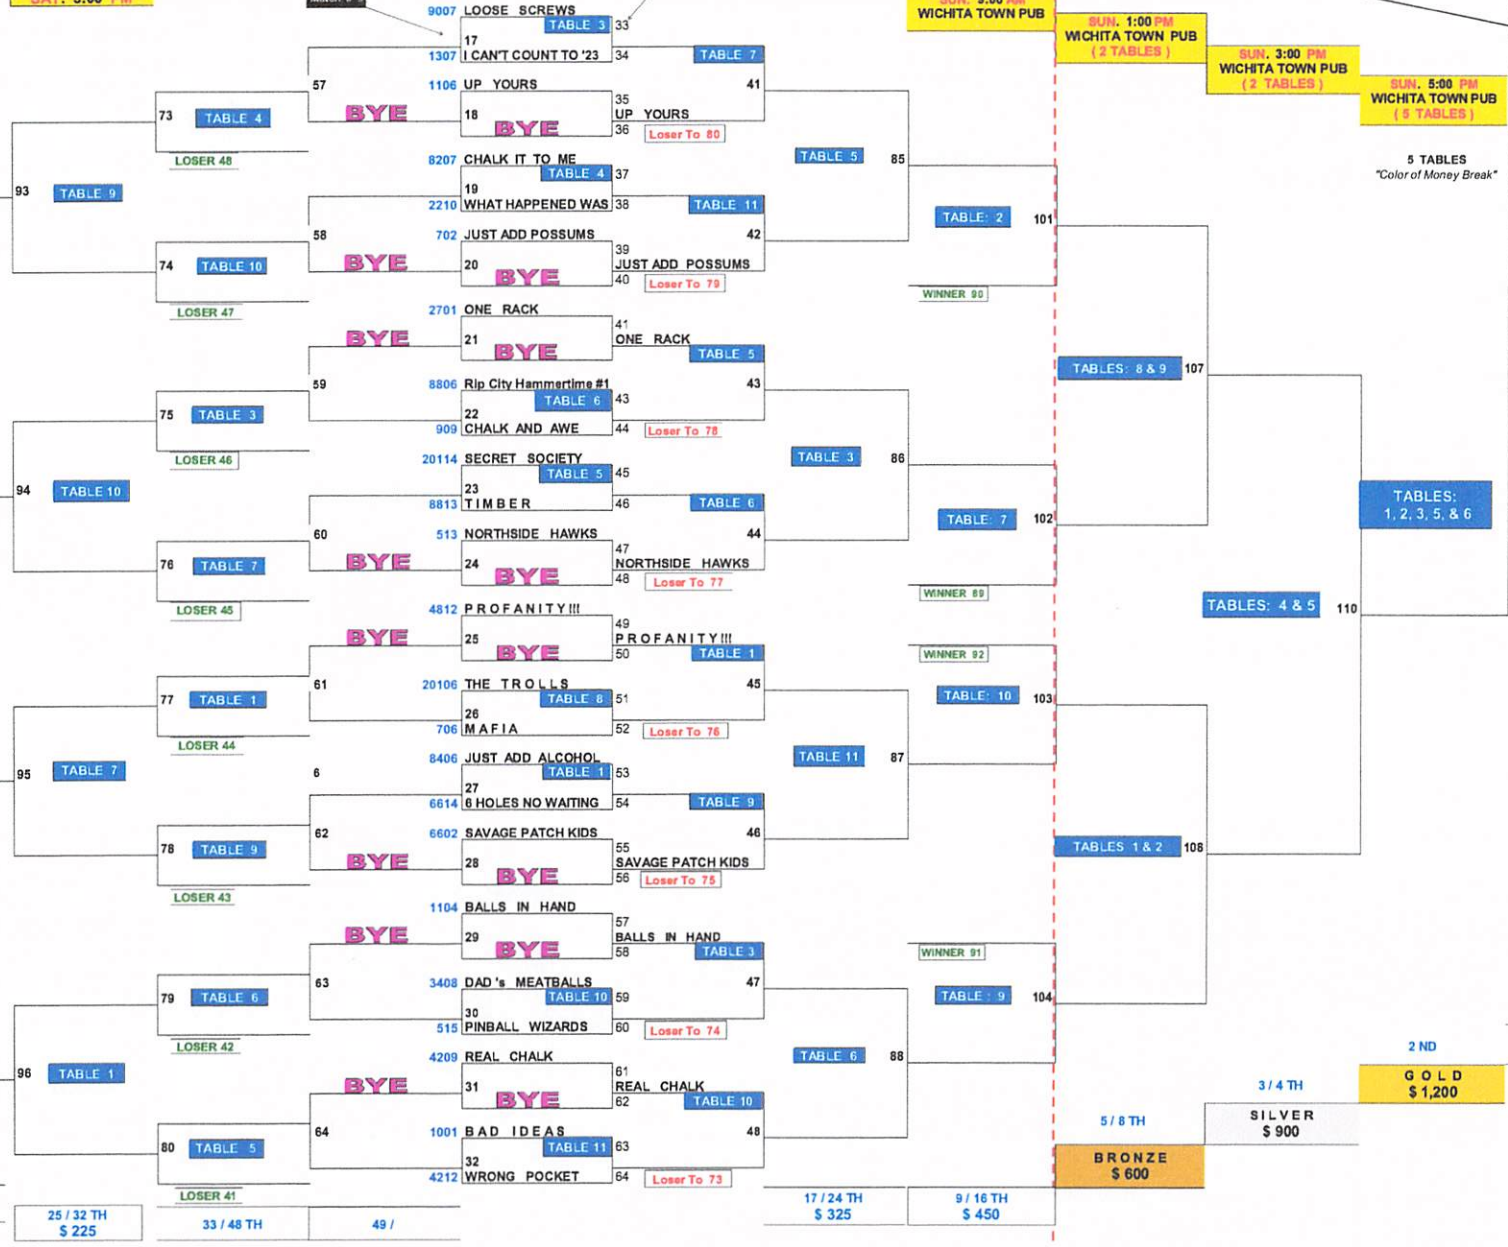 SAT. 6:00 PM
9007 LOOSE SCREWS
TABLE 3 33
17
1307 I CAN'T COUNT TO '23 34 TABLE 7
57
1106 UP YOURS
41
35
BYE
18
BYE
UP YOURS
36 Loser To 80
73 TABLE 4
LOSER 48
TABLE 5 85
8207 CHALK IT TO ME
TABLE 4 37
19
2210 WHAT HAPPENED WAS 38 TABLE 11
93 TABLE 9
58
702 JUST ADD POSSUMS
42
39
BYE
20
BYE
JUST ADD POSSUMS
40 Loser To 79
74 TABLE 10
LOSER 47
2701 ONE RACK
41
BYE
21
BYE
ONE RACK
TABLE 5
59
8806 Rip City Hammertime #1
43
TABLE 6 43
22
909 CHALK AND AWE 44 Loser To 78
75 TABLE 3
LOSER 46
TABLE 3 86
20114 SECRET SOCIETY
TABLE 5 45
23
8813 TIMBER 46 TABLE 6
94 TABLE 10
60
513 NORTHSIDE HAWKS
44
47
BYE
24
BYE
NORTHSIDE HAWKS
48 Loser To 77
76 TABLE 7
LOSER 45
4812 PROFANITY!!!
49
BYE
25
BYE
PROFANITY!!!
50 TABLE 1
61
20106 THE TROLLS
45
TABLE 8 51
26
706 MAFIA 52 Loser To 76
77 TABLE 1
LOSER 44
TABLE 11 87
8406 JUST ADD ALCOHOL
6
TABLE 1 53
27
6614 6 HOLES NO WAITING 54 TABLE 9
95 TABLE 7
62
6602 SAVAGE PATCH KIDS
46
55
BYE
28
BYE
SAVAGE PATCH KIDS
56 Loser To 75
78 TABLE 9
LOSER 43
1104 BALLS IN HAND
57
BYE
29
BYE
BALLS IN HAND
58 TABLE 3
63
3408 DAD's MEATBALLS
47
TABLE 10 59
30
515 PINBALL WIZARDS 60 Loser To 74
79 TABLE 6
LOSER 42
TABLE 6 88
4209 REAL CHALK
61
BYE
31
BYE
REAL CHALK
62 TABLE 10
96 TABLE 1
64
1001 BAD IDEAS
48
TABLE 11 63
32
4212 WRONG POCKET 64 Loser To 73
80 TABLE 5
LOSER 41
25 / 32 TH
$ 225
33 / 48 TH
49 /
17 / 24 TH
$ 325
9 / 16 TH
$ 450
WICHITA TOWN PUB
TABLE: 2 101
WINNER 90
TABLE: 7 102
WINNER 89
WINNER 92
TABLE: 10 103
WINNER 91
TABLE : 9 104
SUN. 1:00 PM
WICHITA TOWN PUB
( 2 TABLES )
TABLES: 8 & 9 107
TABLES 1 & 2 108
5 / 8 TH
BRONZE
$ 600
SUN. 3:00 PM
WICHITA TOWN PUB
( 2 TABLES )
TABLES: 4 & 5 110
3 / 4 TH
SILVER
$ 900
SUN. 5:00 PM
WICHITA TOWN PUB
( 5 TABLES )
5 TABLES
"Color of Money Break"
TABLES:
1, 2, 3, 5, & 6
2 ND
GOLD
$ 1,200